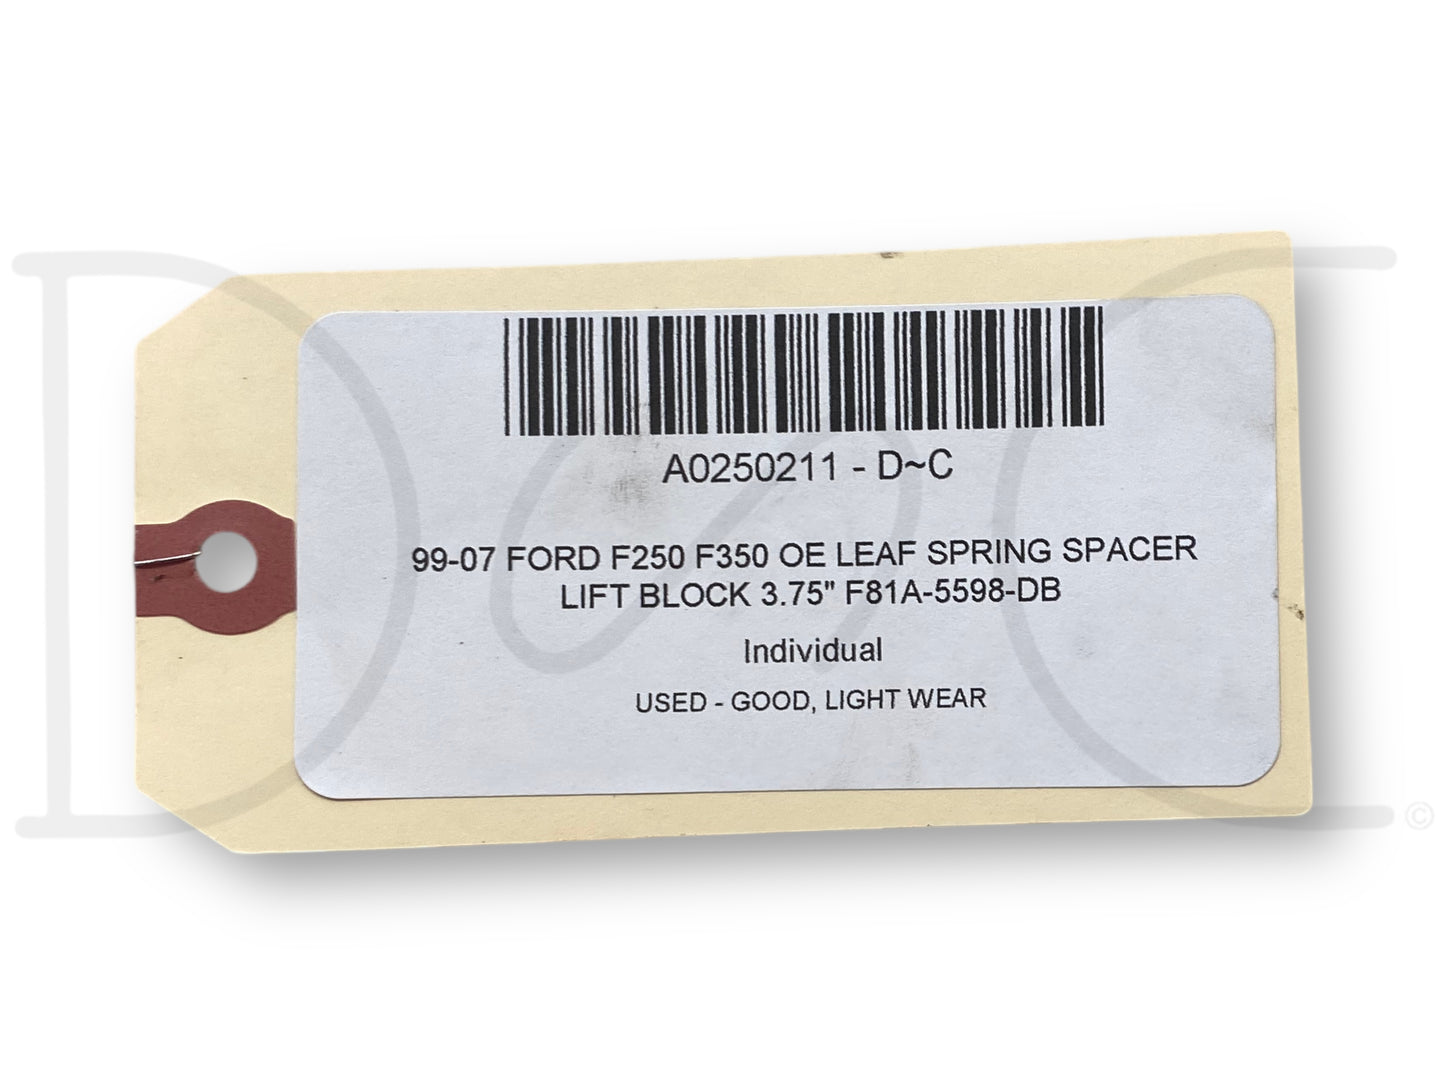 A0250211 - D~C
99-07 FORD F250 F350 OE LEAF SPRING SPACER
LIFT BLOCK 3.75" F81A-5598-DB
Individual
USED - GOOD, LIGHT WEAR
D~C
©